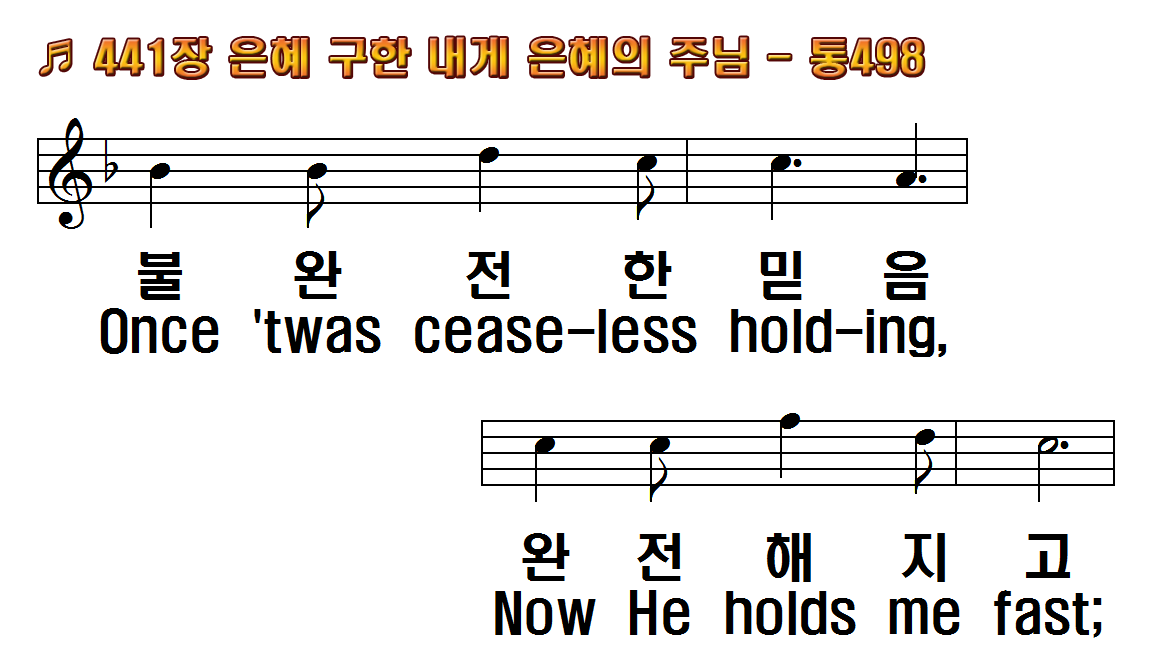 ♬ 441장 은혜 구한 내게 은혜의 주님 - 통498
불 완 전 한 믿 음
Once 'twas cease-less hold-ing,
완 전 해 지 고
Now He holds me fast;